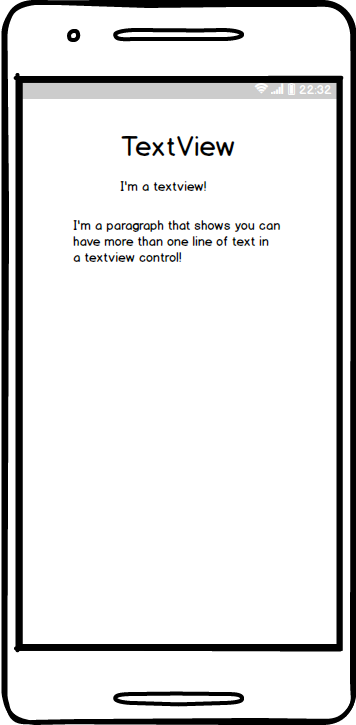 22:32
TextView
I'm a textview!
I'm a paragraph that shows you can
have more than one line of text in
a textview control!